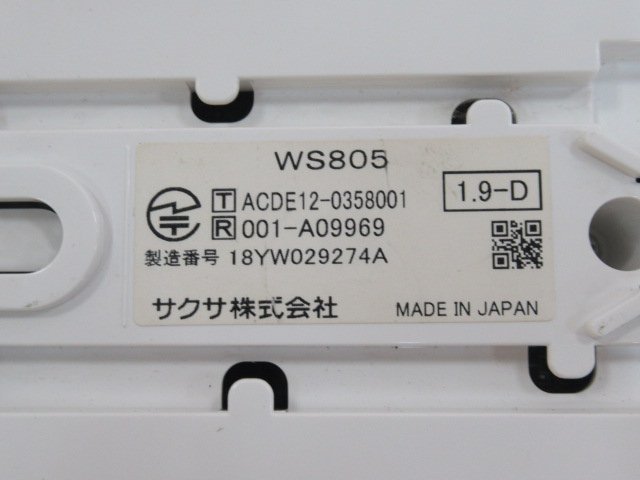 WS805
T ACDE12-0358001
1.9-D
R 001-A09969
製造番号 18YW029274A
サクサ株式会社
MADE IN JAPAN